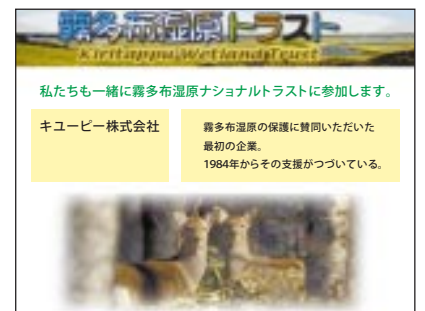 霧多布湿原トラスト
Kiritappu Wetland Trust
私たちも一緒に霧多布湿原ナショナルトラストに参加します。
キユーピー株式会社
霧多布湿原の保護に賛同いただいた
最初の企業。
1984年からその支援がつづいている。